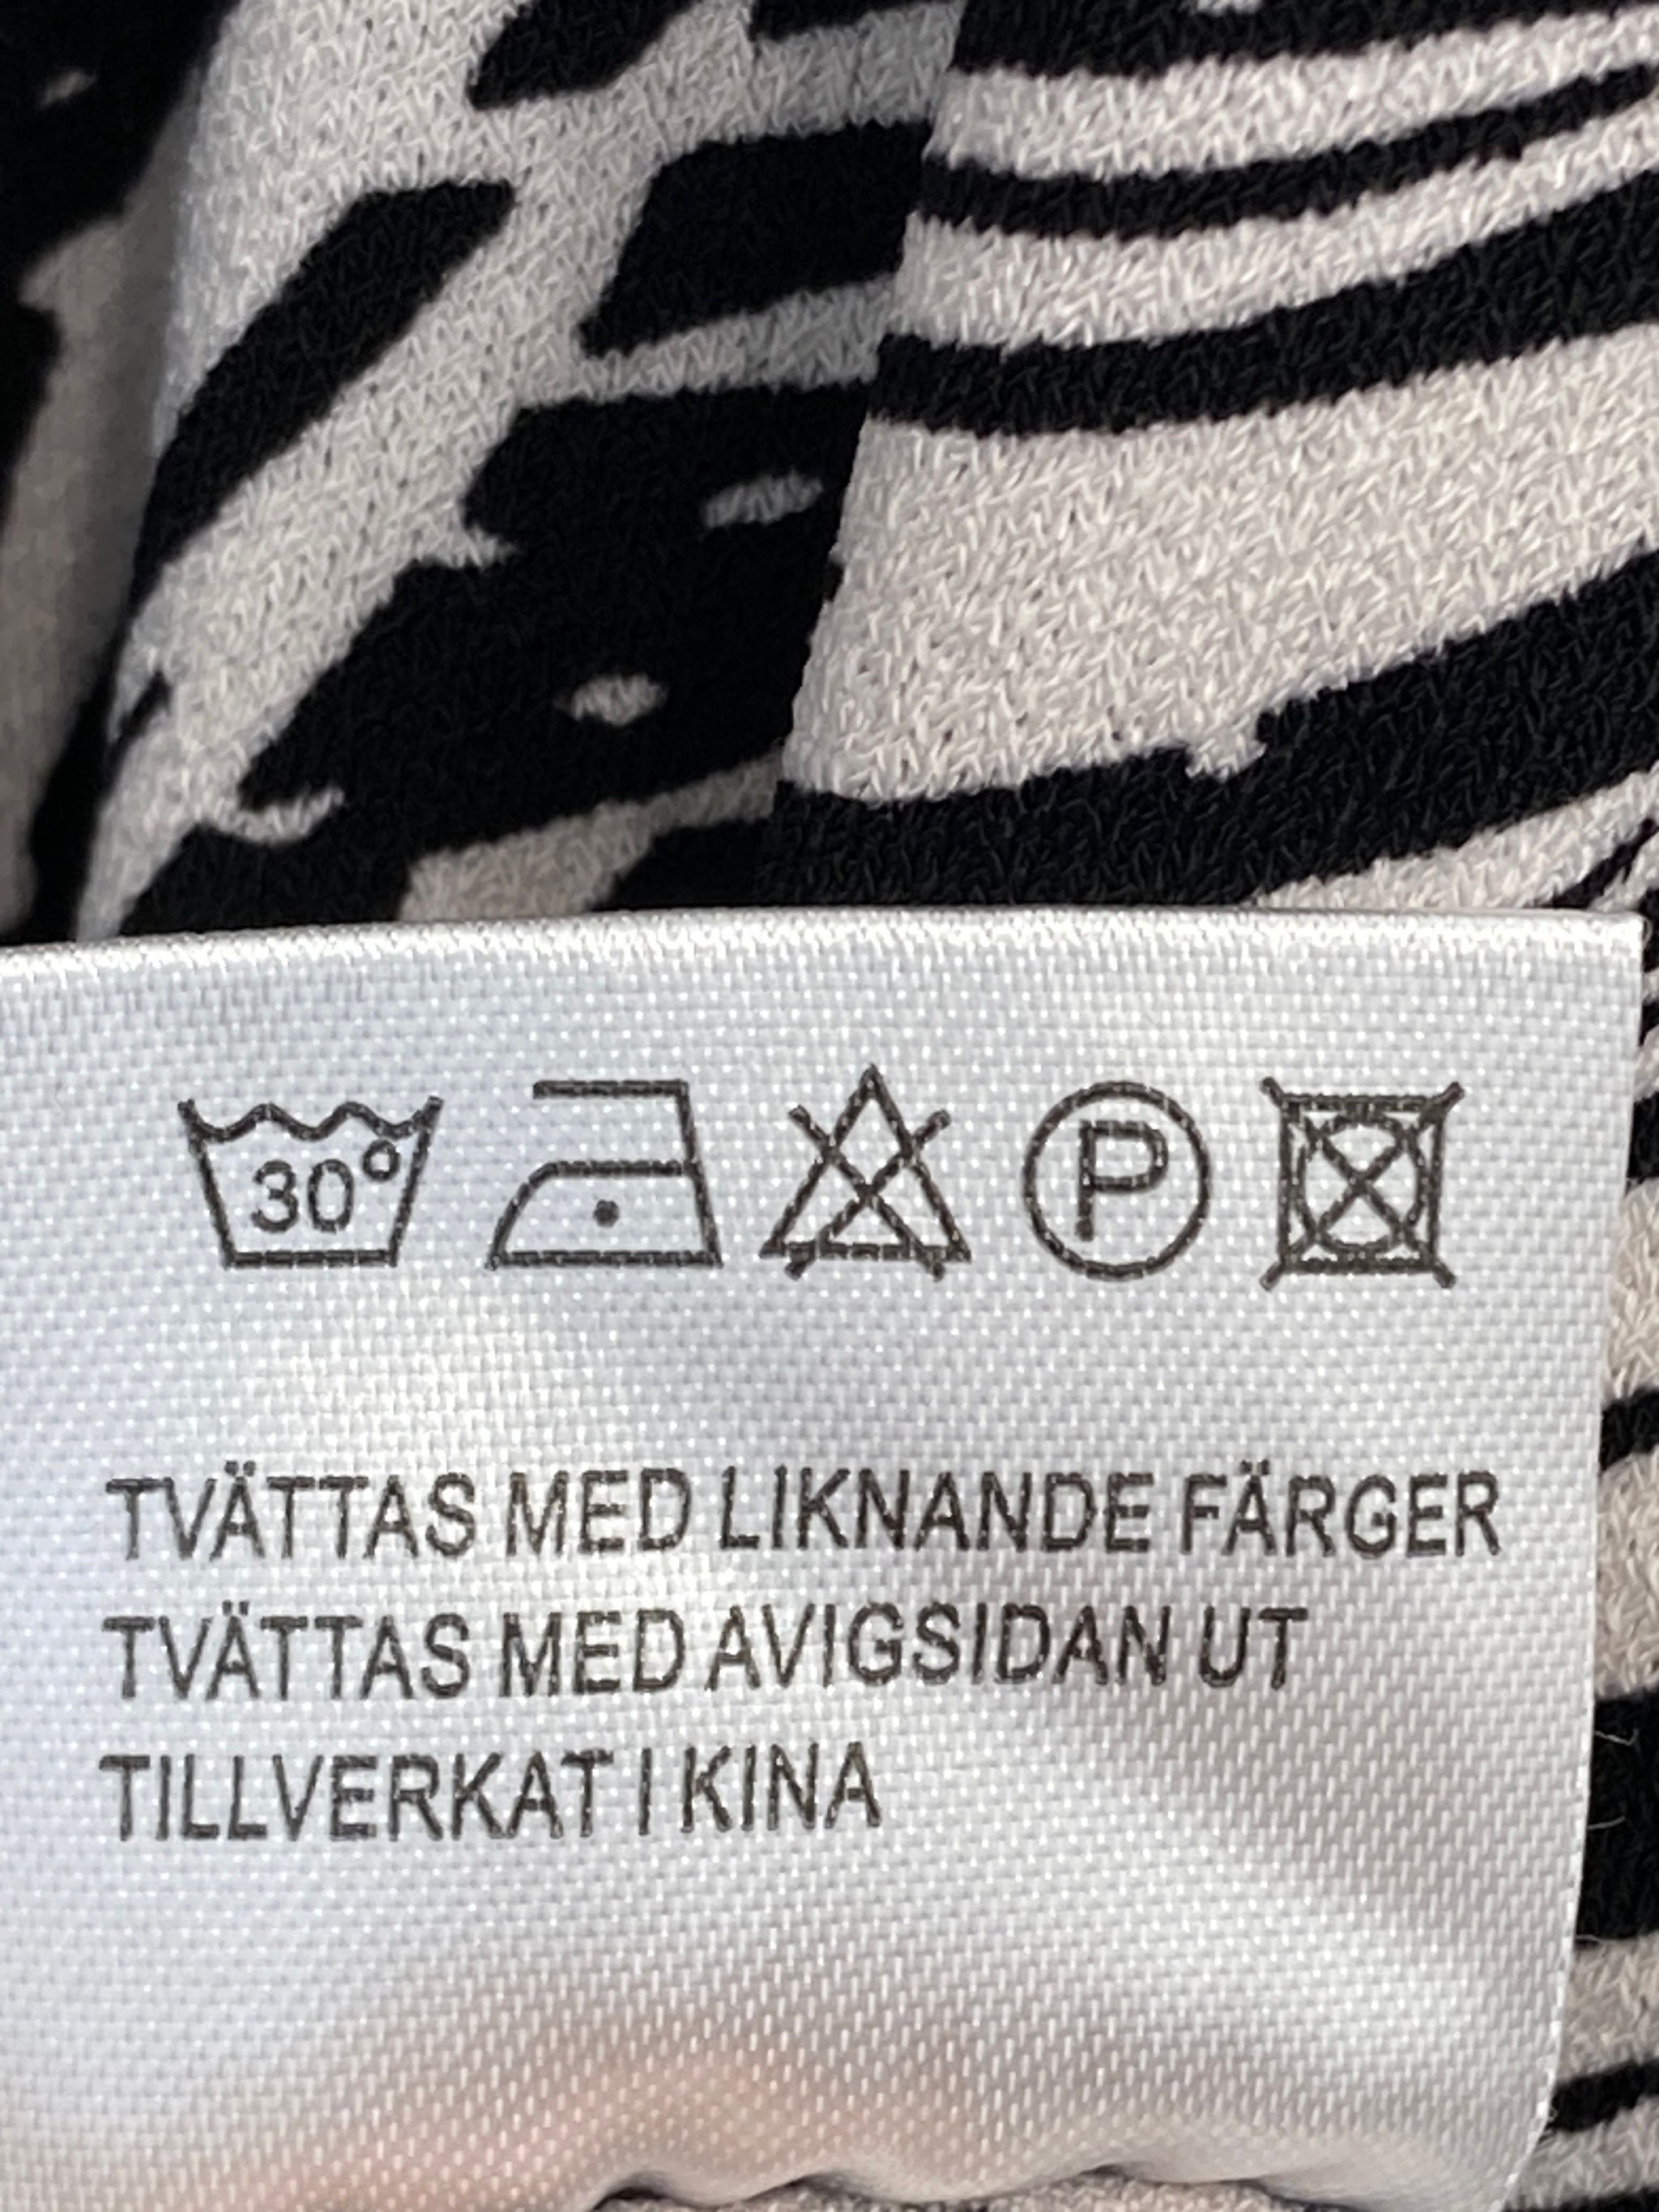 30°
P
TVÄTTAS MED LIKNANDE FÄRGER
TVÄTTAS MED AVIGSIDAN UT
TILLVERKAT I KINA